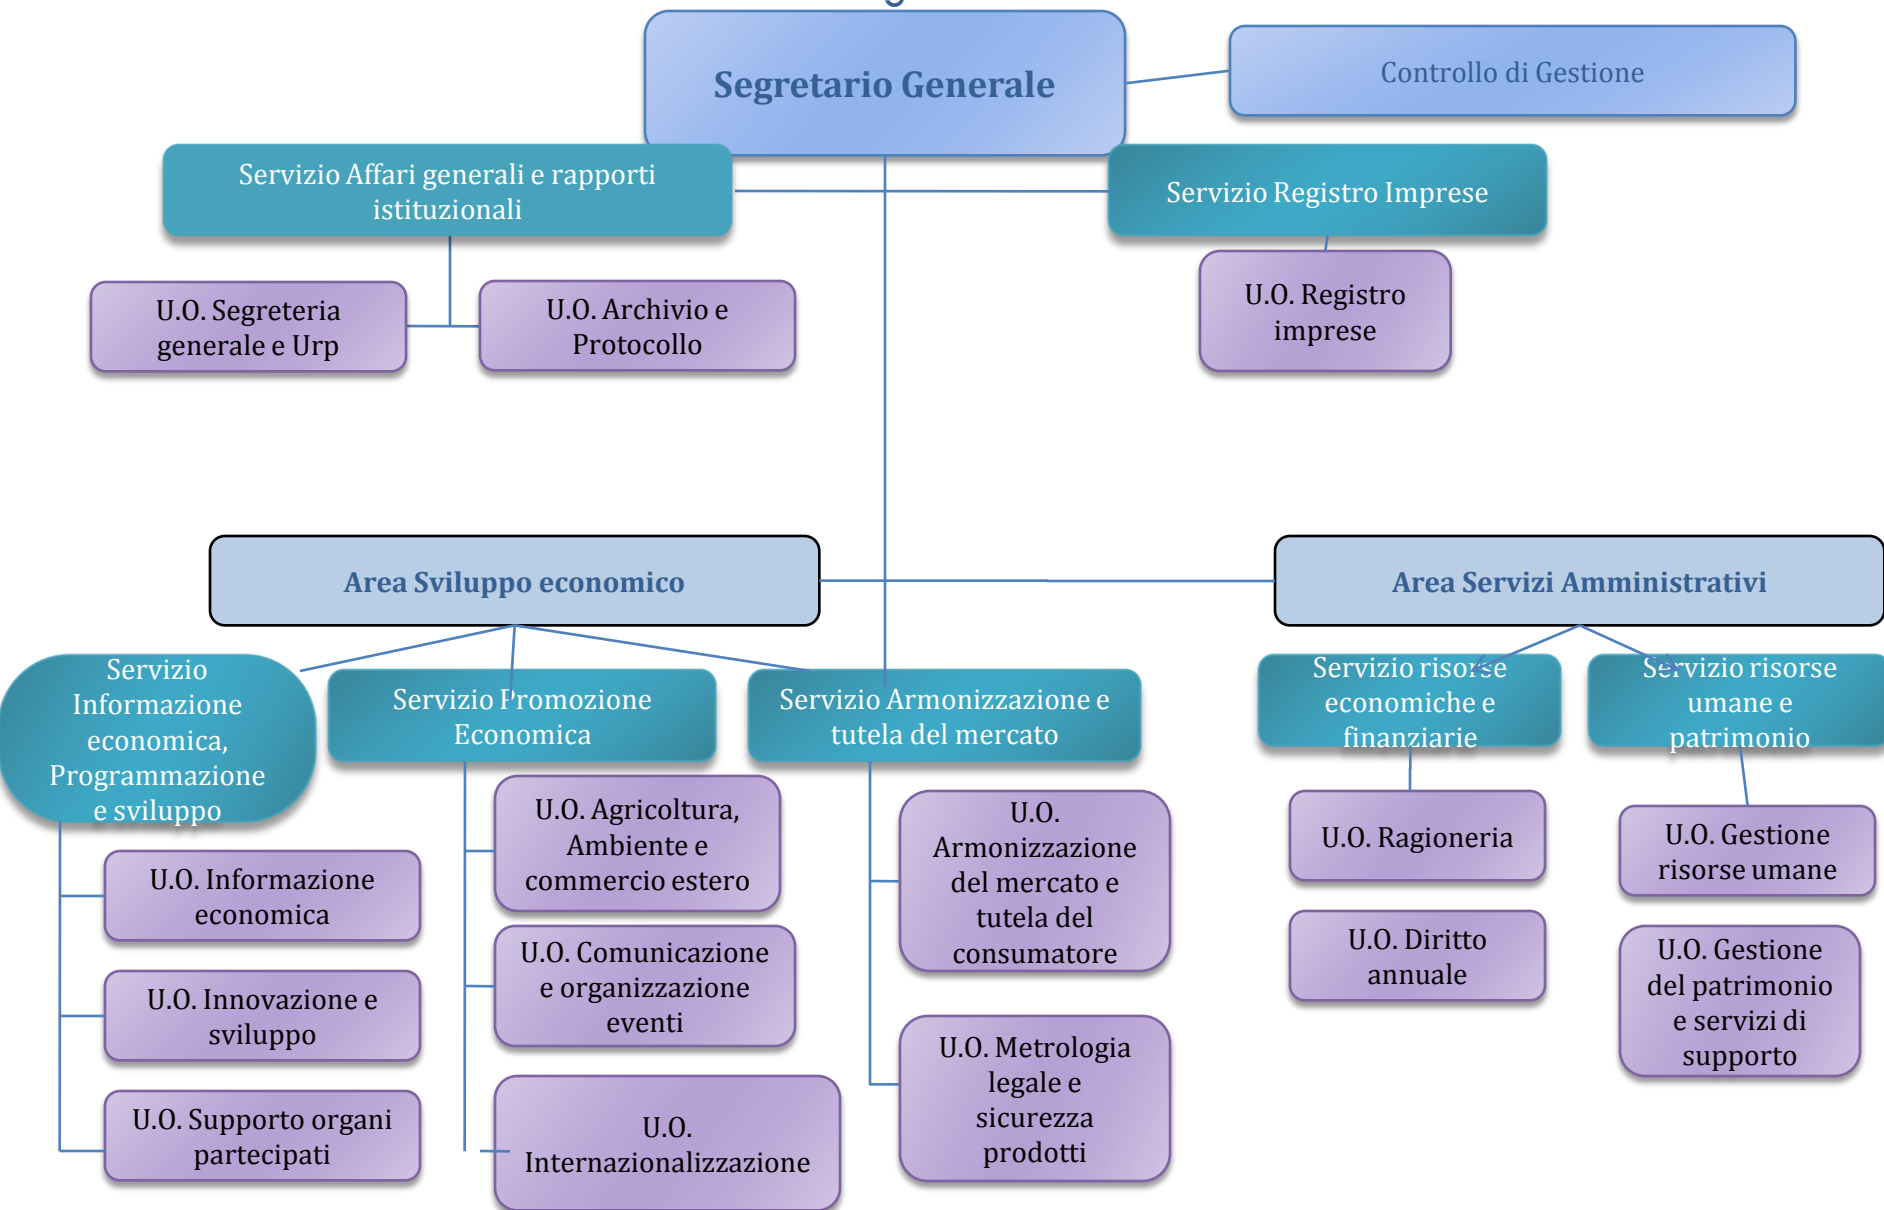 Segretario Generale
Controllo di Gestione
Servizio Affari generali e rapporti
istituzionali
Servizio Registro Imprese
U.O. Segreteria
generale e Urp
U.O. Archivio e
Protocollo
U.O. Registro
imprese
Area Sviluppo economico
Area Servizi Amministrativi
Servizio
Informazione
economica,
Programmazione
e sviluppo
Servizio Promozione
Economica
Servizio Armonizzazione e
tutela del mercato
Servizio risorse
economiche e
finanziarie
Servizio risorse
umane e
patrimonio
U.O. Informazione
economica
U.O. Innovazione e
sviluppo
U.O. Supporto organi
partecipati
U.O. Agricoltura,
Ambiente e
commercio estero
U.O. Comunicazione
e organizzazione
eventi
U.O.
Internazionalizzazione
U.O.
Armonizzazione
del mercato e
tutela del
consumatore
U.O. Metrologia
legale e
sicurezza
prodotti
U.O. Ragioneria
U.O. Diritto
annuale
U.O. Gestione
risorse umane
U.O. Gestione
del patrimonio
e servizi di
supporto